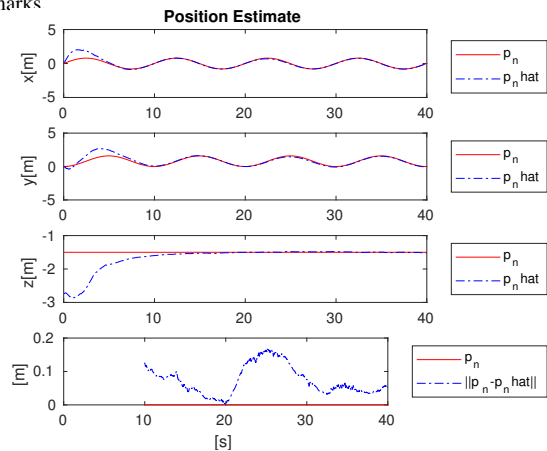 Position Estimate
5
0
-5
x[m]
0 10 20 30 40
p_n
p_n hat
5
0
-5
y[m]
0 10 20 30 40
p_n
p_n hat
-1
-2
-3
z[m]
0 10 20 30 40
p_n
p_n hat
0.2
0.1
0
[m]
0 10 20 30 40
[s]
p_n
||p_n-p_n hat||